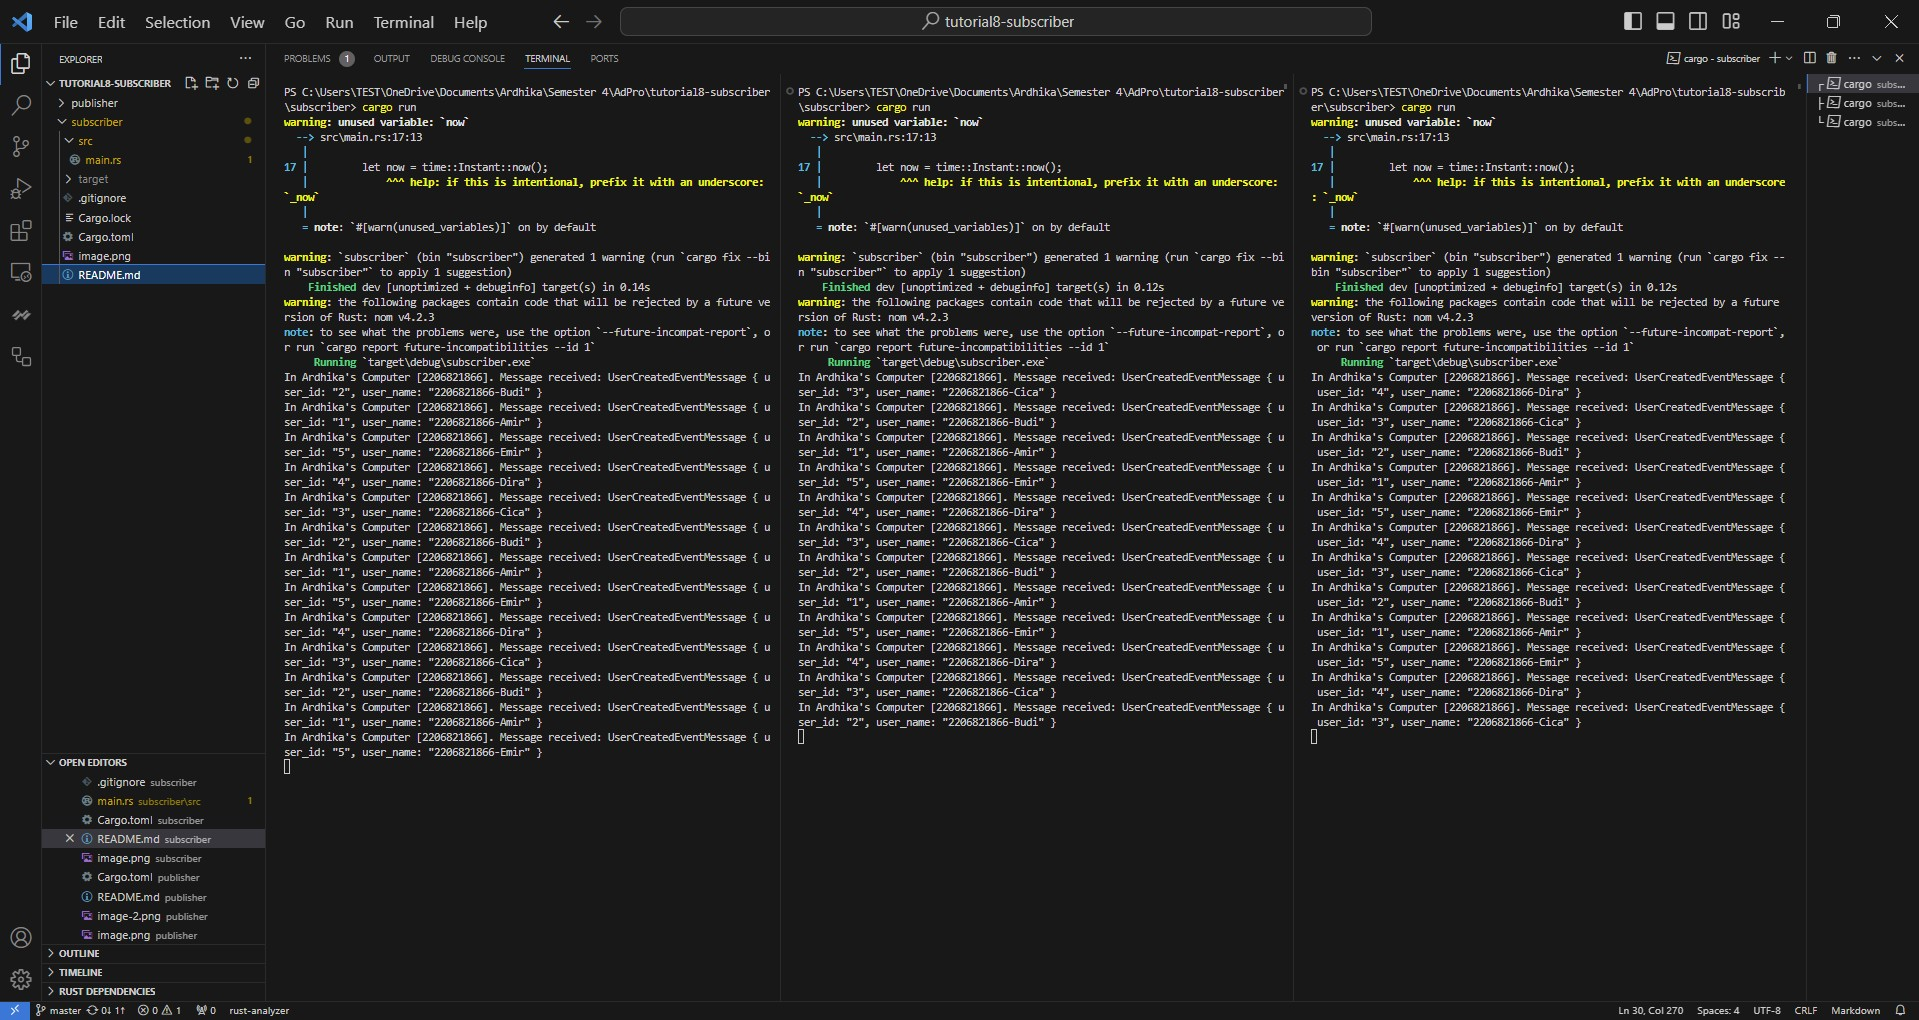 File Edit Selection View Go Run Terminal Help
tutorial8-subscriber
EXPLORER
TUTORIAL8-SUBSCRIBER
publisher
subscriber
src
main.rs 1
target
.gitignore
Cargo.lock
Cargo.toml
image.png
README.md
OPEN EDITORS
.gitignore subscriber
main.rs subscriber\src 1
Cargo.toml subscriber
README.md subscriber
image.png subscriber
Cargo.toml publisher
README.md publisher
image-2.png publisher
image.png publisher
OUTLINE
TIMELINE
RUST DEPENDENCIES
PROBLEMS 1 OUTPUT DEBUG CONSOLE TERMINAL PORTS
cargo - subscriber
PS C:\Users\TEST\OneDrive\Documents\Ardhika\Semester 4\AdPro\tutorial8-subscriber
\subscriber> cargo run
warning: unused variable: `now`
--> src\main.rs:17:13
|
17 | let now = time::Instant::now();
| ^^^ help: if this is intentional, prefix it with an underscore:
`_now`
|
= note: `#[warn(unused_variables)]` on by default
warning: `subscriber` (bin "subscriber") generated 1 warning (run `cargo fix --bi
n "subscriber"` to apply 1 suggestion)
Finished dev [unoptimized + debuginfo] target(s) in 0.14s
warning: the following packages contain code that will be rejected by a future ve
rsion of Rust: nom v4.2.3
note: to see what the problems were, use the option `--future-incompat-report`, o
r run `cargo report future-incompatibilities --id 1`
Running `target\debug\subscriber.exe`
In Ardhika's Computer [2206821866]. Message received: UserCreatedEventMessage { u
ser_id: "2", user_name: "2206821866-Budi" }
In Ardhika's Computer [2206821866]. Message received: UserCreatedEventMessage { u
ser_id: "1", user_name: "2206821866-Amir" }
In Ardhika's Computer [2206821866]. Message received: UserCreatedEventMessage { u
ser_id: "5", user_name: "2206821866-Emir" }
In Ardhika's Computer [2206821866]. Message received: UserCreatedEventMessage { u
ser_id: "4", user_name: "2206821866-Dira" }
In Ardhika's Computer [2206821866]. Message received: UserCreatedEventMessage { u
ser_id: "3", user_name: "2206821866-Cica" }
In Ardhika's Computer [2206821866]. Message received: UserCreatedEventMessage { u
ser_id: "2", user_name: "2206821866-Budi" }
In Ardhika's Computer [2206821866]. Message received: UserCreatedEventMessage { u
ser_id: "1", user_name: "2206821866-Amir" }
In Ardhika's Computer [2206821866]. Message received: UserCreatedEventMessage { u
ser_id: "5", user_name: "2206821866-Emir" }
In Ardhika's Computer [2206821866]. Message received: UserCreatedEventMessage { u
ser_id: "4", user_name: "2206821866-Dira" }
In Ardhika's Computer [2206821866]. Message received: UserCreatedEventMessage { u
ser_id: "3", user_name: "2206821866-Cica" }
In Ardhika's Computer [2206821866]. Message received: UserCreatedEventMessage { u
ser_id: "2", user_name: "2206821866-Budi" }
In Ardhika's Computer [2206821866]. Message received: UserCreatedEventMessage { u
ser_id: "1", user_name: "2206821866-Amir" }
In Ardhika's Computer [2206821866]. Message received: UserCreatedEventMessage { u
ser_id: "5", user_name: "2206821866-Emir" }
PS C:\Users\TEST\OneDrive\Documents\Ardhika\Semester 4\AdPro\tutorial8-subscriber
\subscriber> cargo run
warning: unused variable: `now`
--> src\main.rs:17:13
|
17 | let now = time::Instant::now();
| ^^^ help: if this is intentional, prefix it with an underscore:
`_now`
|
= note: `#[warn(unused_variables)]` on by default
warning: `subscriber` (bin "subscriber") generated 1 warning (run `cargo fix --bi
n "subscriber"` to apply 1 suggestion)
Finished dev [unoptimized + debuginfo] target(s) in 0.12s
warning: the following packages contain code that will be rejected by a future ve
rsion of Rust: nom v4.2.3
note: to see what the problems were, use the option `--future-incompat-report`, o
r run `cargo report future-incompatibilities --id 1`
Running `target\debug\subscriber.exe`
In Ardhika's Computer [2206821866]. Message received: UserCreatedEventMessage { u
ser_id: "3", user_name: "2206821866-Cica" }
In Ardhika's Computer [2206821866]. Message received: UserCreatedEventMessage { u
ser_id: "2", user_name: "2206821866-Budi" }
In Ardhika's Computer [2206821866]. Message received: UserCreatedEventMessage { u
ser_id: "1", user_name: "2206821866-Amir" }
In Ardhika's Computer [2206821866]. Message received: UserCreatedEventMessage { u
ser_id: "5", user_name: "2206821866-Emir" }
In Ardhika's Computer [2206821866]. Message received: UserCreatedEventMessage { u
ser_id: "4", user_name: "2206821866-Dira" }
In Ardhika's Computer [2206821866]. Message received: UserCreatedEventMessage { u
ser_id: "3", user_name: "2206821866-Cica" }
In Ardhika's Computer [2206821866]. Message received: UserCreatedEventMessage { u
ser_id: "2", user_name: "2206821866-Budi" }
In Ardhika's Computer [2206821866]. Message received: UserCreatedEventMessage { u
ser_id: "1", user_name: "2206821866-Amir" }
In Ardhika's Computer [2206821866]. Message received: UserCreatedEventMessage { u
ser_id: "5", user_name: "2206821866-Emir" }
In Ardhika's Computer [2206821866]. Message received: UserCreatedEventMessage { u
ser_id: "4", user_name: "2206821866-Dira" }
In Ardhika's Computer [2206821866]. Message received: UserCreatedEventMessage { u
ser_id: "3", user_name: "2206821866-Cica" }
In Ardhika's Computer [2206821866]. Message received: UserCreatedEventMessage { u
ser_id: "2", user_name: "2206821866-Budi" }
PS C:\Users\TEST\OneDrive\Documents\Ardhika\Semester 4\AdPro\tutorial8-subscrib
er\subscriber> cargo run
warning: unused variable: `now`
--> src\main.rs:17:13
|
17 | let now = time::Instant::now();
| ^^^ help: if this is intentional, prefix it with an underscore
: `_now`
|
= note: `#[warn(unused_variables)]` on by default
warning: `subscriber` (bin "subscriber") generated 1 warning (run `cargo fix --
bin "subscriber"` to apply 1 suggestion)
Finished dev [unoptimized + debuginfo] target(s) in 0.12s
warning: the following packages contain code that will be rejected by a future
version of Rust: nom v4.2.3
note: to see what the problems were, use the option `--future-incompat-report`,
or run `cargo report future-incompatibilities --id 1`
Running `target\debug\subscriber.exe`
In Ardhika's Computer [2206821866]. Message received: UserCreatedEventMessage {
user_id: "4", user_name: "2206821866-Dira" }
In Ardhika's Computer [2206821866]. Message received: UserCreatedEventMessage {
user_id: "3", user_name: "2206821866-Cica" }
In Ardhika's Computer [2206821866]. Message received: UserCreatedEventMessage {
user_id: "2", user_name: "2206821866-Budi" }
In Ardhika's Computer [2206821866]. Message received: UserCreatedEventMessage {
user_id: "1", user_name: "2206821866-Amir" }
In Ardhika's Computer [2206821866]. Message received: UserCreatedEventMessage {
user_id: "5", user_name: "2206821866-Emir" }
In Ardhika's Computer [2206821866]. Message received: UserCreatedEventMessage {
user_id: "4", user_name: "2206821866-Dira" }
In Ardhika's Computer [2206821866]. Message received: UserCreatedEventMessage {
user_id: "3", user_name: "2206821866-Cica" }
In Ardhika's Computer [2206821866]. Message received: UserCreatedEventMessage {
user_id: "2", user_name: "2206821866-Budi" }
In Ardhika's Computer [2206821866]. Message received: UserCreatedEventMessage {
user_id: "1", user_name: "2206821866-Amir" }
In Ardhika's Computer [2206821866]. Message received: UserCreatedEventMessage {
user_id: "5", user_name: "2206821866-Emir" }
In Ardhika's Computer [2206821866]. Message received: UserCreatedEventMessage {
user_id: "4", user_name: "2206821866-Dira" }
In Ardhika's Computer [2206821866]. Message received: UserCreatedEventMessage {
user_id: "3", user_name: "2206821866-Cica" }
cargo subs...
cargo subs...
cargo subs...
master 0↓ 1↑ 0 1 0 rust-analyzer
Ln 30, Col 270 Spaces: 4 UTF-8 CRLF Markdown